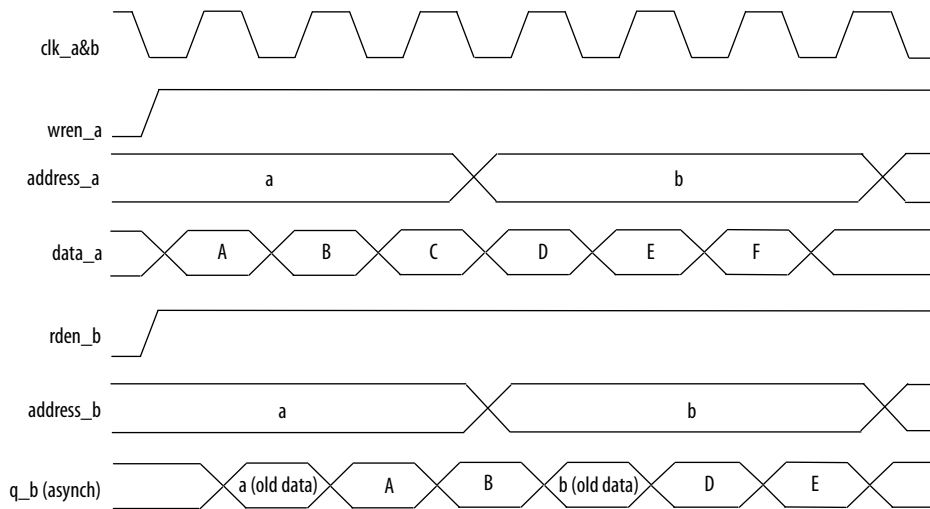 clk_a&b
wren_a
address_a a b
data_a A B C D E F
rden_b
address_b a b
q_b (asynch) a (old data) A B b (old data) D E